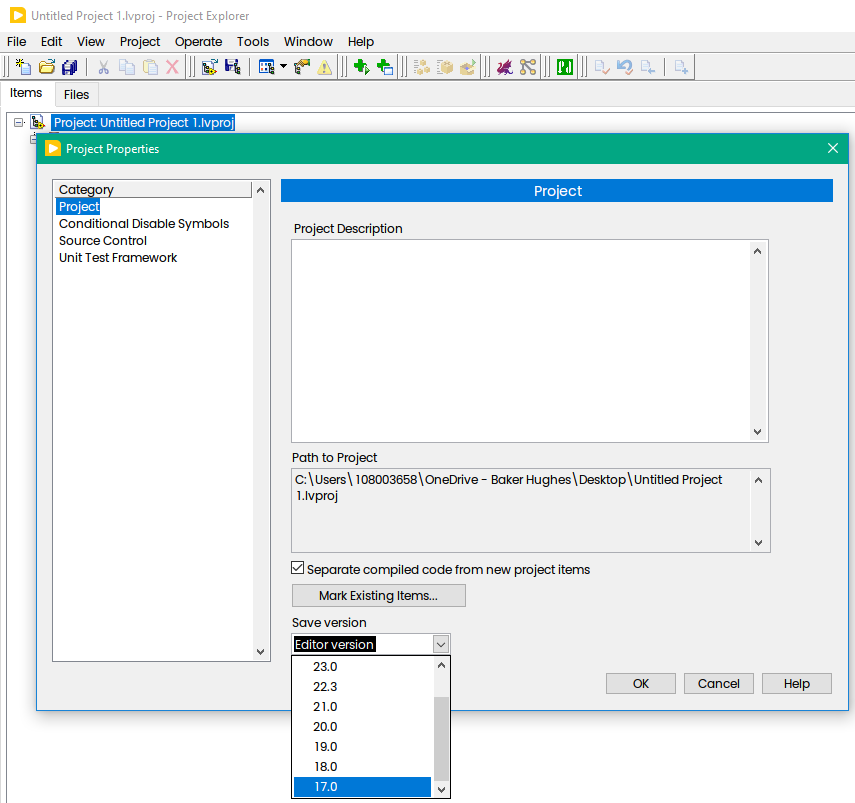 Untitled Project 1.lvproj - Project Explorer
File Edit View Project Operate Tools Window Help
Items Files
Project: Untitled Project 1.lvproj
Project Properties
Category
Project
Conditional Disable Symbols
Source Control
Unit Test Framework
Project
Project Description
Path to Project
C:\Users\108003658\OneDrive - Baker Hughes\Desktop\Untitled Project
1.lvproj
Separate compiled code from new project items
Mark Existing Items...
Save version
Editor version
23.0
22.3
21.0
20.0
19.0
18.0
17.0
OK Cancel Help